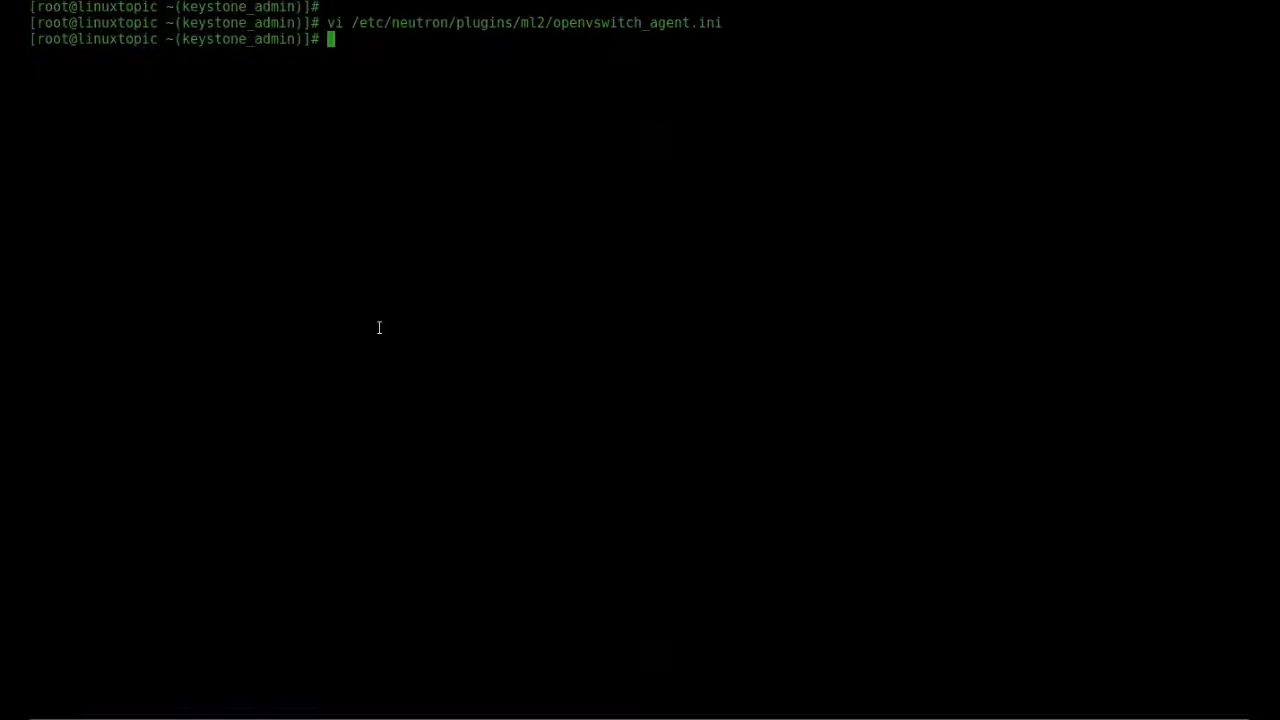 [root@linuxtopic ~(keystone_admin)]#
[root@linuxtopic ~(keystone_admin)]# vi /etc/neutron/plugins/ml2/openvswitch_agent.ini
[root@linuxtopic ~(keystone_admin)]#